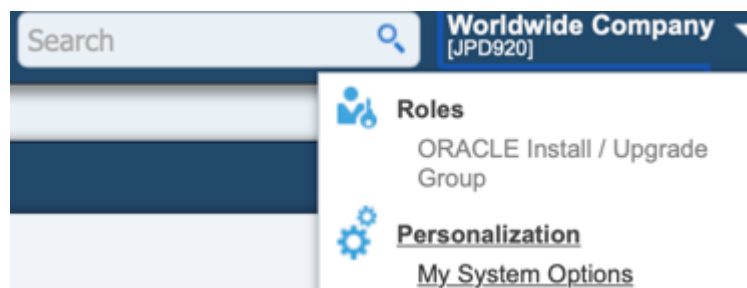 Search
Worldwide Company
[JPD920]
Roles
ORACLE Install / Upgrade
Group
Personalization
My System Options